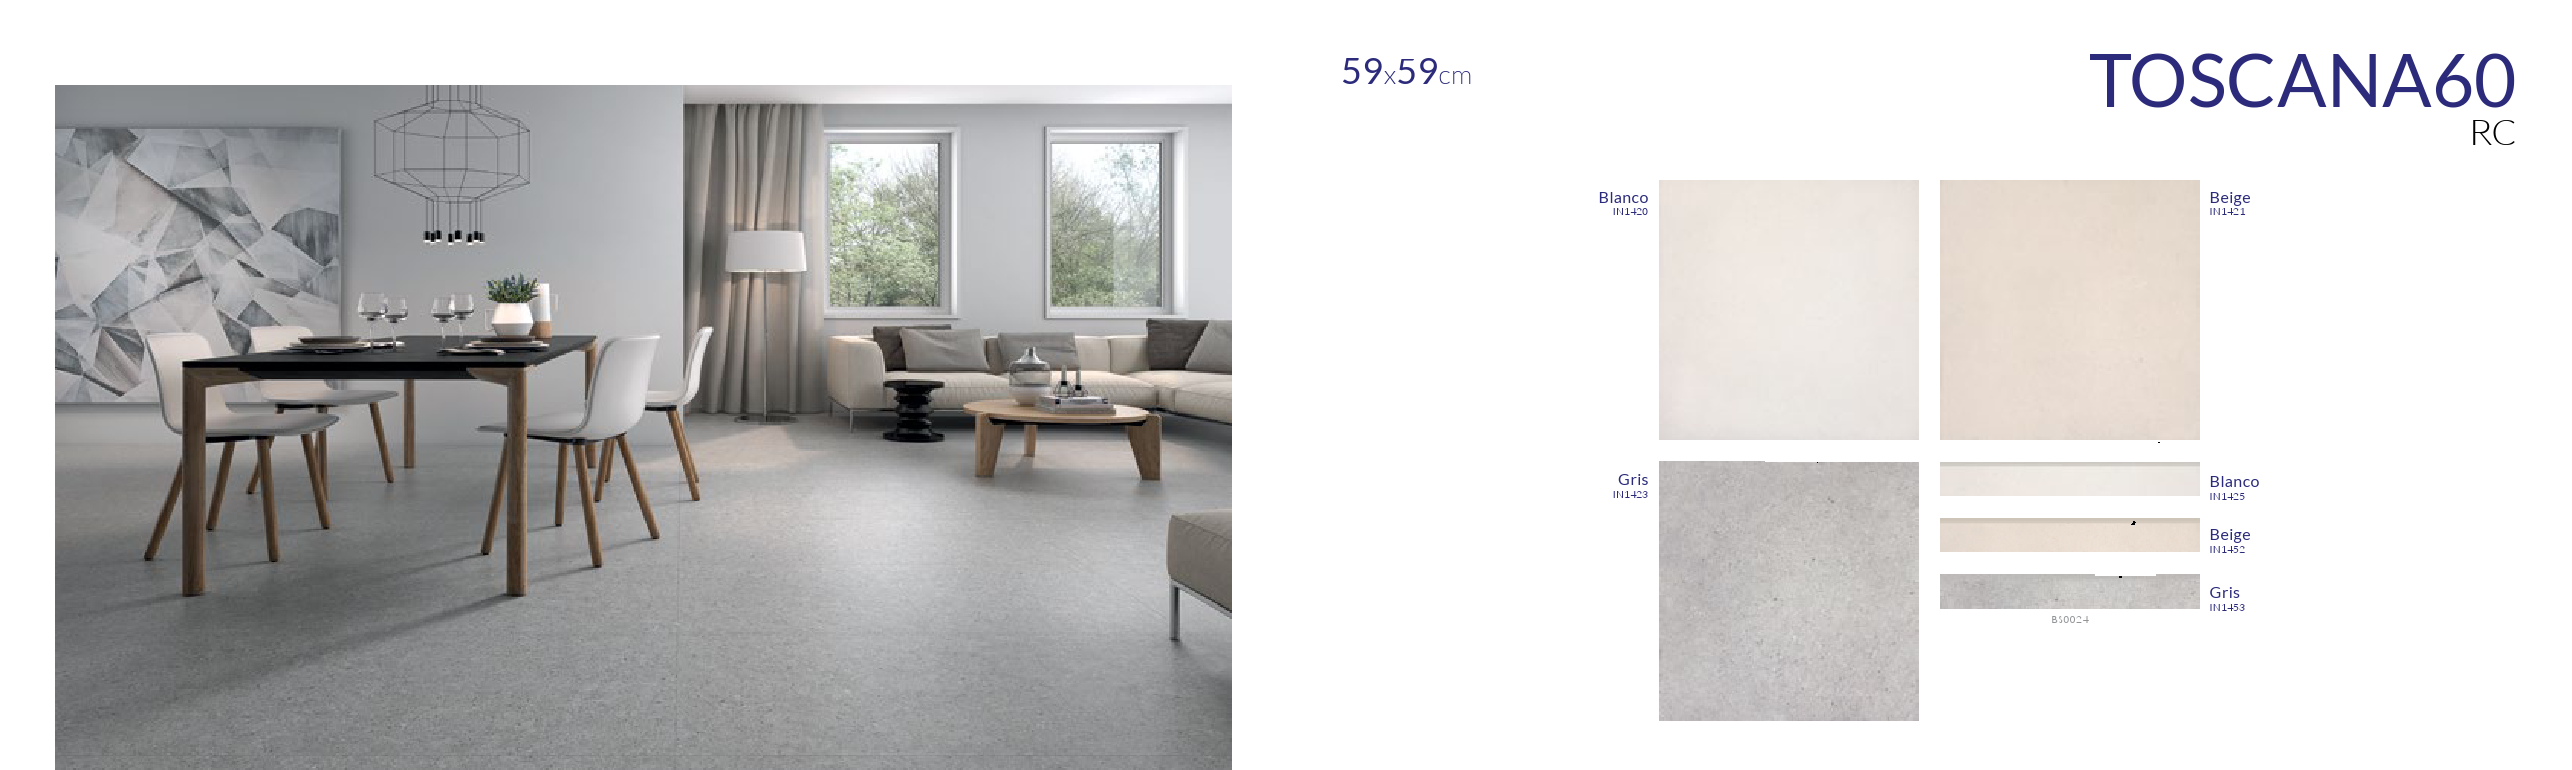 59x59cm
TOSCANA60
RC
Blanco
IN1420
Beige
IN1421
Gris
IN1423
Blanco
IN1425
Beige
IN1452
Gris
IN1453
BS0024